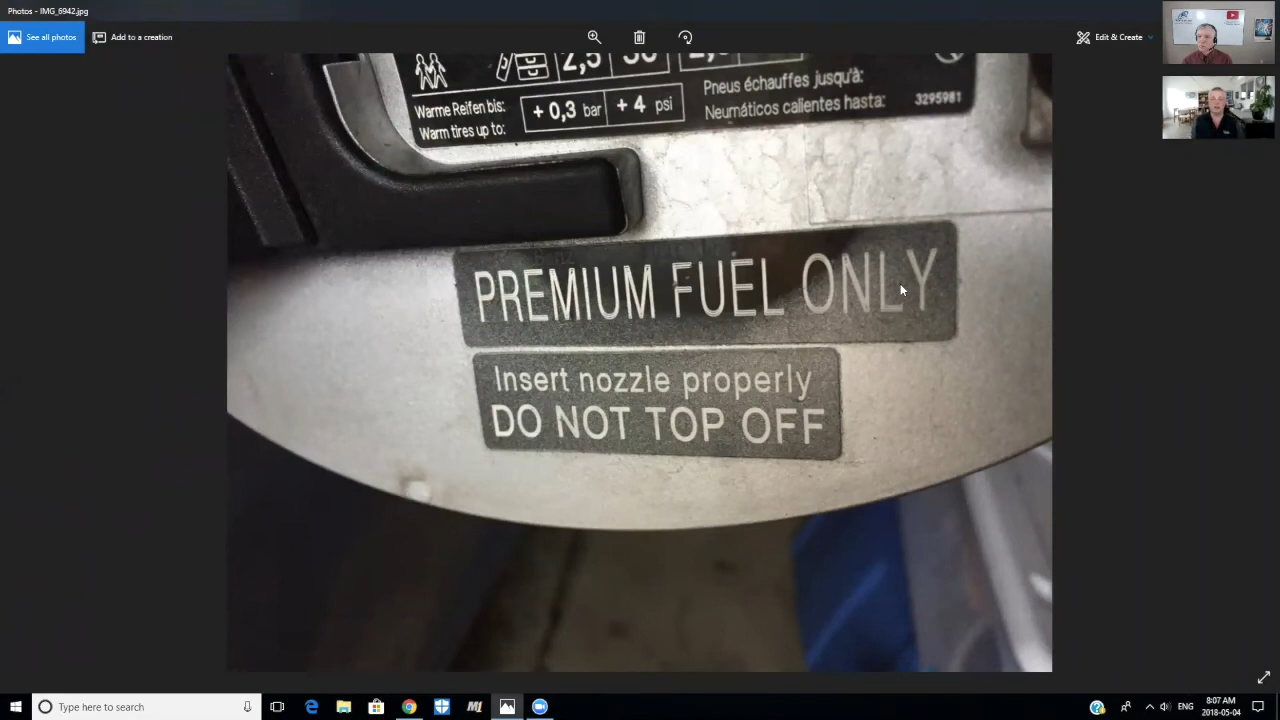 Photos - IMG_6942.jpg
See all photos
Add to a creation
Edit & Create
2,5
Warme Reifen bis:
Warm tires up to:
+ 0,3 bar
+ 4 psi
Pneus échauffes jusqu'à:
Neumáticos calientes hasta:
3295981
PREMIUM FUEL ONLY
Insert nozzle properly
DO NOT TOP OFF
Type here to search
ENG
8:07 AM
2018-05-04